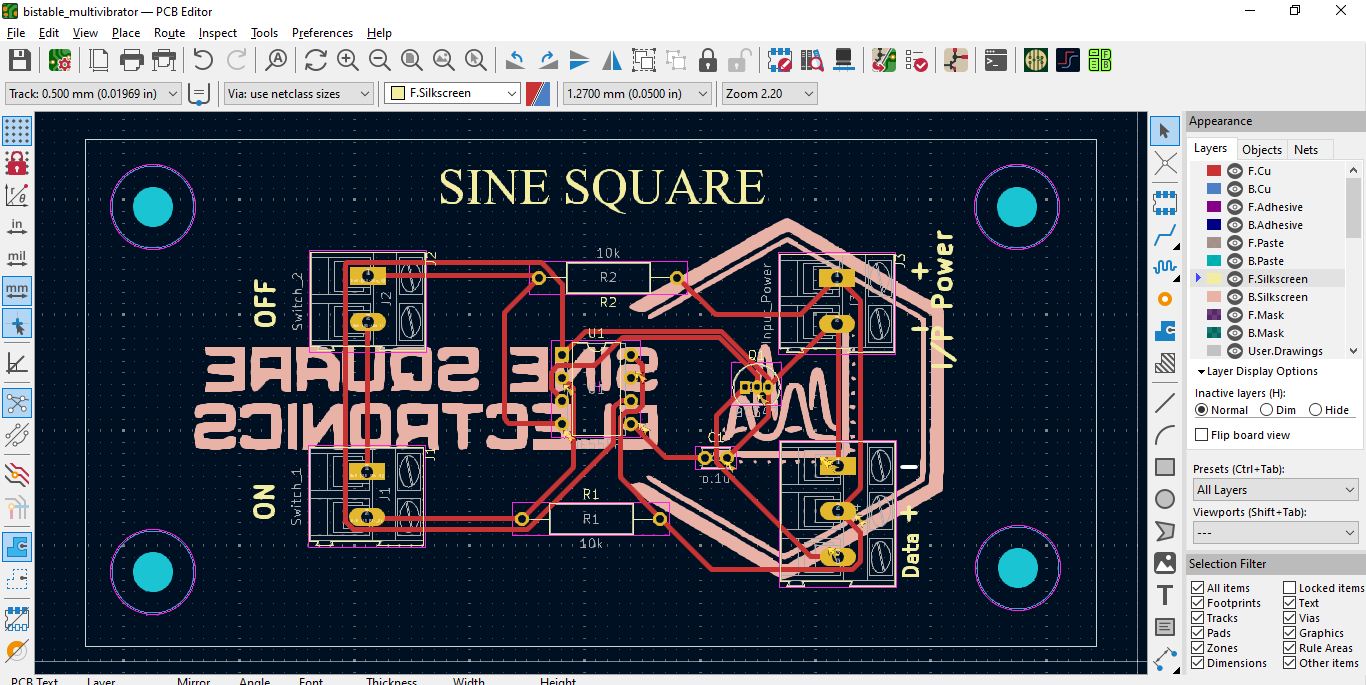 bistable_multivibrator — PCB Editor
File Edit View Place Route Inspect Tools Preferences Help
Track: 0.500 mm (0.01969 in) Via: use netclass sizes F.Silkscreen 1.2700 mm (0.0500 in) Zoom 2.20
in
mil
mm
SINE SQUARE
OFF
Switch_2
J2
J2
10k
R2
R2
Input_Power
J3
+
−
I/P Power
U1
SINE SQUARE
ELECTRONICS
ON
Switch_1
J1
J1
R1
R1
10k
C1
−
Data +
Appearance
Layers Objects Nets
F.Cu
B.Cu
F.Adhesive
B.Adhesive
F.Paste
B.Paste
F.Silkscreen
B.Silkscreen
F.Mask
B.Mask
User.Drawings
Layer Display Options
Inactive layers (H):
Normal Dim Hide
Flip board view
Presets (Ctrl+Tab):
All Layers
Viewports (Shift+Tab):
---
Selection Filter
All items Locked items
Footprints Text
Tracks Vias
Pads Graphics
Zones Rule Areas
Dimensions Other items
PCB Text Layer Mirror Angle Font Thickness Width Height